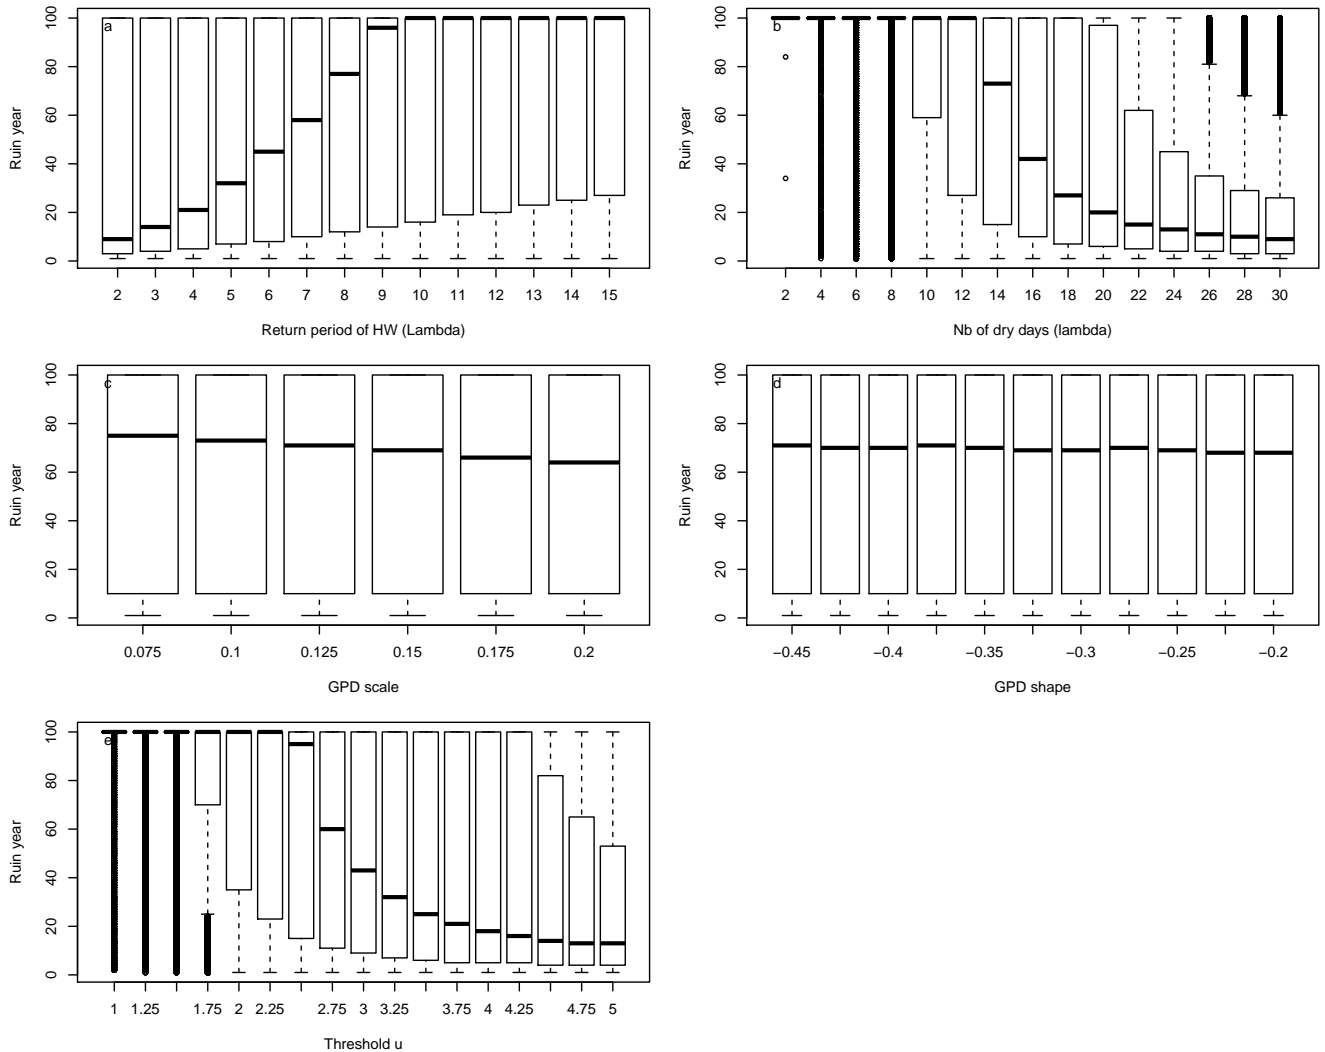 a
Ruin year
0 20 40 60 80 100
2 3 4 5 6 7 8 9 10 11 12 13 14 15
Return period of HW (Lambda)
b
Ruin year
0 20 40 60 80 100
2 4 6 8 10 12 14 16 18 20 22 24 26 28 30
Nb of dry days (lambda)
c
Ruin year
0 20 40 60 80 100
0.075 0.1 0.125 0.15 0.175 0.2
GPD scale
d
Ruin year
0 20 40 60 80 100
−0.45 −0.4 −0.35 −0.3 −0.25 −0.2
GPD shape
e
Ruin year
0 20 40 60 80 100
1 1.25 1.75 2 2.25 2.75 3 3.25 3.75 4 4.25 4.75 5
Threshold u